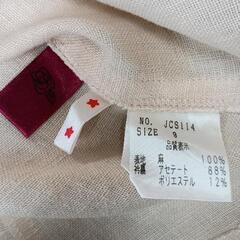 NO. JCS114
SIZE 9
品質表示
表地 麻 100%
衿裏 アセテート 88%
ポリエステル 12%